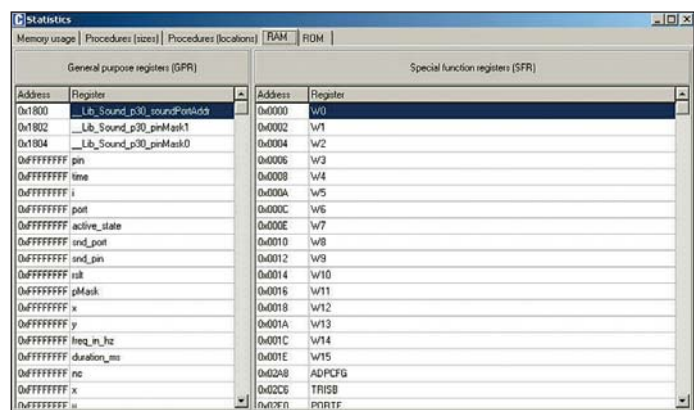 Statistics
Memory usage Procedures (sizes) Procedures (locations) RAM ROM
General purpose registers (GPR) Special function registers (SFR)
Address Register Address Register
0x1800 __Lib_Sound_p30_soundPortAddr 0x0000 W0
0x1802 __Lib_Sound_p30_pinMask1 0x0002 W1
0x1804 __Lib_Sound_p30_pinMask0 0x0004 W2
0xFFFFFFFF pin 0x0006 W3
0xFFFFFFFF time 0x0008 W4
0xFFFFFFFF i 0x000A W5
0xFFFFFFFF port 0x000C W6
0xFFFFFFFF active_state 0x000E W7
0xFFFFFFFF snd_port 0x0010 W8
0xFFFFFFFF snd_pin 0x0012 W9
0xFFFFFFFF rslt 0x0014 W10
0xFFFFFFFF pMask 0x0016 W11
0xFFFFFFFF x 0x0018 W12
0xFFFFFFFF y 0x001A W13
0xFFFFFFFF freq_in_hz 0x001C W14
0xFFFFFFFF duration_ms 0x001E W15
0xFFFFFFFF nc 0x02A8 ADPCFG
0xFFFFFFFF x 0x02C6 TRISB
0xFFFFFFFF 0x02E0 PORTF